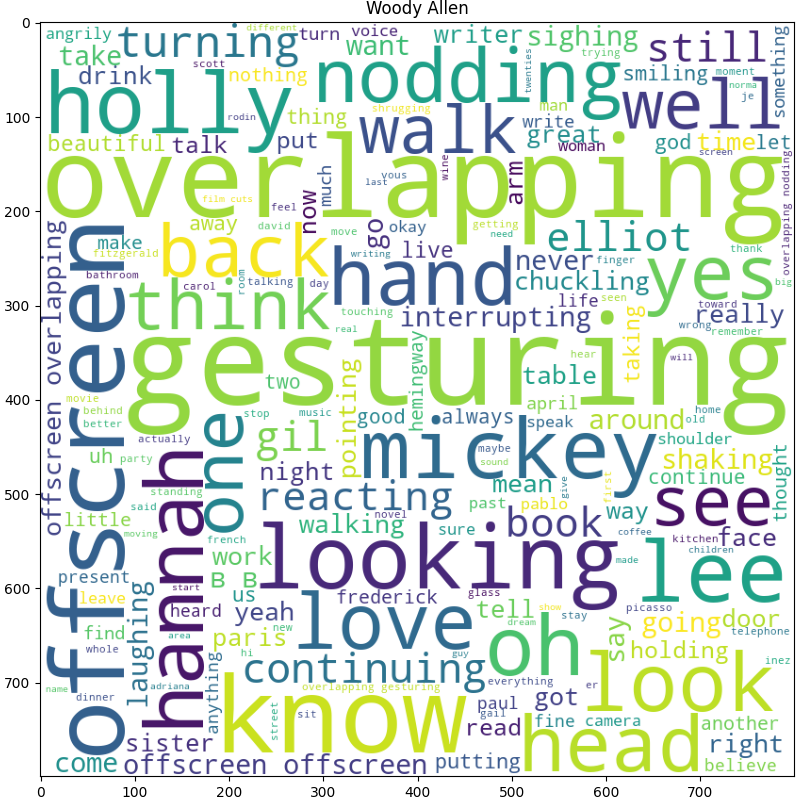 Woody Allen
angrily
turning
different
turn
voice
writer
sighing
take
want
still
something
scott
trying
drink
nothing
nodding
twenties
smiling
moment
holly
norma
je
well
shrugging
man
rodin
thing
walk
write
great
beautiful
talk
put
woman
god
time
let
screen
overlapping
vous
last
wine
arm
much
now
feel
film cuts
overlapping nodding
away
david
move
go
okay
getting
need
elliot
make
fitzgerald
back
writing
live
never
finger
thank
yes
bathroom
room
talking
hand
chuckling
big
carol
day
life
seen
toward
think
touching
interrupting
really
real
wrong
remember
offscreen overlapping
offscreen
gesturing
hemingway
taking
hear
will
two
table
movie
april
behind
better
stop
music
good
always
speak
around
home
old
one
pointing
gil
mickey
shoulder
actually
maybe
uh
party
sound
shaking
night
mean
continue
thought
standing
give
first
hannah
reacting
see
said
past
pablo
way
little
novel
book
moving
walking
sure
coffee
french
looking
kitchen
face
work
made
children
lee
present
B B
start
us
frederick
glass
leave
laughing
heard
yeah
love
tell
show
picasso
stay
going
door
find
area
paris
new
dream
say
telephone
whole
hi
guy
oh
holding
anything
continuing
everything
er
look
inez
name
adriana
overlapping gesturing
dinner
know
street
sit
paul
got
gail
read
head
fine
camera
another
sister
right
come
offscreen offscreen
putting
believe
0
100
200
300
400
500
600
700
0
100
200
300
400
500
600
700